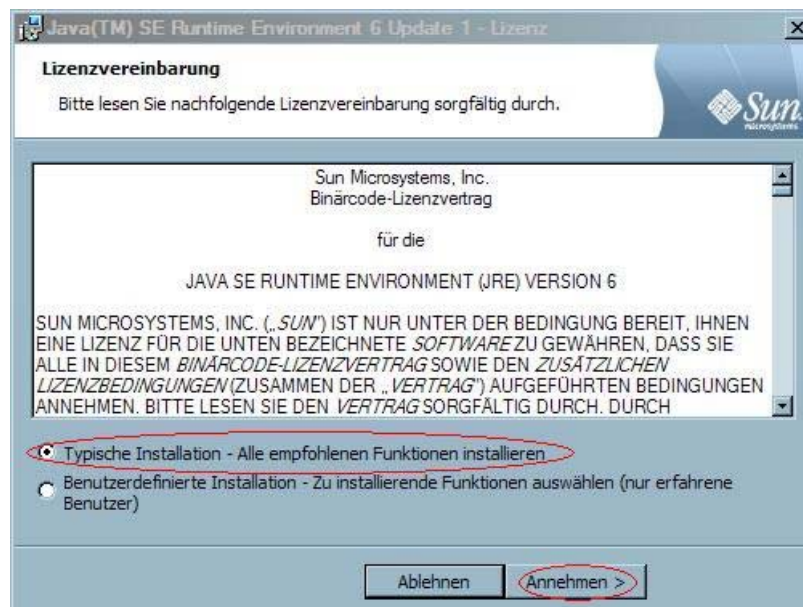 Java(TM) SE Runtime Environment 6 Update 1 - Lizenz
Lizenzvereinbarung
Bitte lesen Sie nachfolgende Lizenzvereinbarung sorgfältig durch.
Sun
microsystems
Sun Microsystems, Inc.
Binärcode-Lizenzvertrag
für die
JAVA SE RUNTIME ENVIRONMENT (JRE) VERSION 6
SUN MICROSYSTEMS, INC. („SUN") IST NUR UNTER DER BEDINGUNG BEREIT, IHNEN
EINE LIZENZ FÜR DIE UNTEN BEZEICHNETE SOFTWARE ZU GEWÄHREN, DASS SIE
ALLE IN DIESEM BINÄRCODE-LIZENZVERTRAG SOWIE DEN ZUSÄTZLICHEN
LIZENZBEDINGUNGEN (ZUSAMMEN DER „VERTRAG") AUFGEFÜHRTEN BEDINGUNGEN
ANNEHMEN. BITTE LESEN SIE DEN VERTRAG SORGFÄLTIG DURCH. DURCH
Typische Installation - Alle empfohlenen Funktionen installieren
Benutzerdefinierte Installation - Zu installierende Funktionen auswählen (nur erfahrene
Benutzer)
Ablehnen
Annehmen >